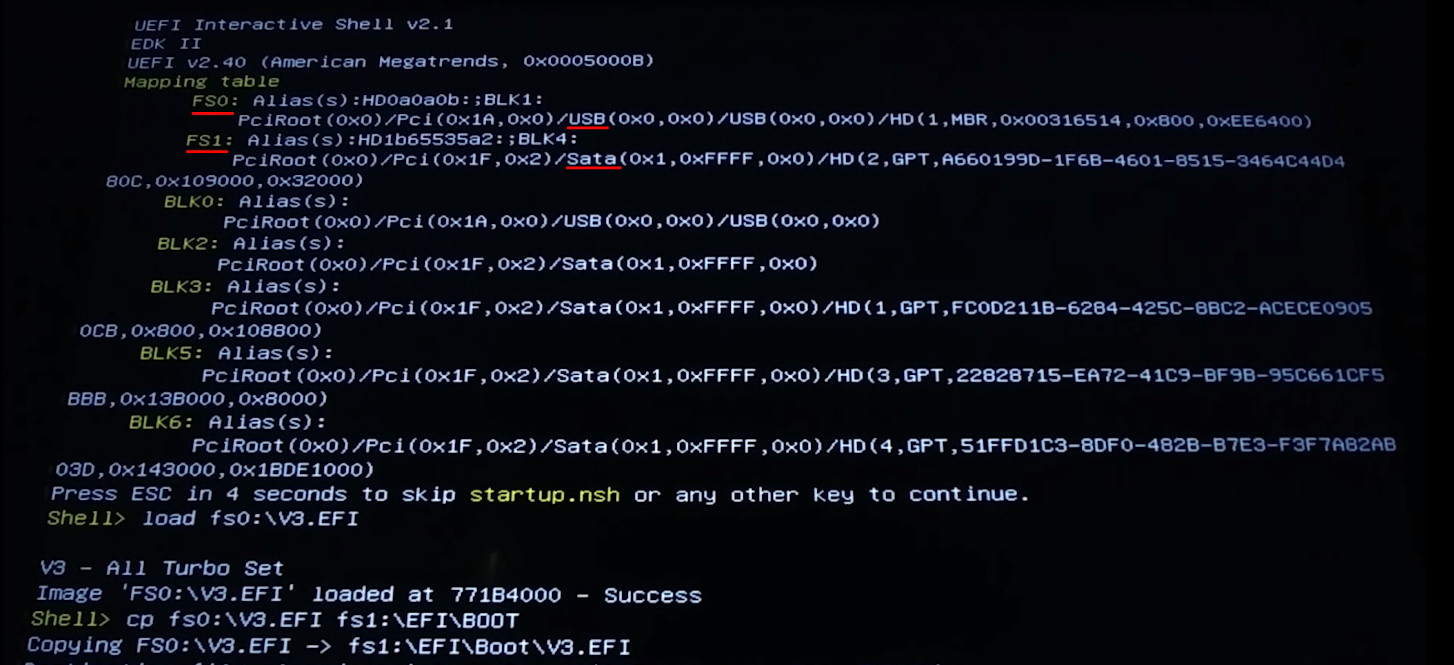 UEFI Interactive Shell v2.1
EDK II
UEFI v2.40 (American Megatrends, 0x0005000B)
Mapping table
FS0: Alias(s):HD0a0a0b:;BLK1:
PciRoot(0x0)/Pci(0x1A,0x0)/USB(0x0,0x0)/USB(0x0,0x0)/HD(1,MBR,0x00316514,0x800,0xEE6400)
FS1: Alias(s):HD1b65535a2:;BLK4:
PciRoot(0x0)/Pci(0x1F,0x2)/Sata(0x1,0xFFFF,0x0)/HD(2,GPT,A660199D-1F6B-4601-8515-3464C44D4
80C,0x109000,0x32000)
BLK0: Alias(s):
PciRoot(0x0)/Pci(0x1A,0x0)/USB(0x0,0x0)/USB(0x0,0x0)
BLK2: Alias(s):
PciRoot(0x0)/Pci(0x1F,0x2)/Sata(0x1,0xFFFF,0x0)
BLK3: Alias(s):
PciRoot(0x0)/Pci(0x1F,0x2)/Sata(0x1,0xFFFF,0x0)/HD(1,GPT,FC0D211B-6284-425C-8BC2-ACECE0905
0CB,0x800,0x108800)
BLK5: Alias(s):
PciRoot(0x0)/Pci(0x1F,0x2)/Sata(0x1,0xFFFF,0x0)/HD(3,GPT,22828715-EA72-41C9-BF9B-95C661CF5
BBB,0x13B000,0x8000)
BLK6: Alias(s):
PciRoot(0x0)/Pci(0x1F,0x2)/Sata(0x1,0xFFFF,0x0)/HD(4,GPT,51FFD1C3-8DF0-482B-B7E3-F3F7A82AB
03D,0x143000,0x1BDE1000)
Press ESC in 4 seconds to skip startup.nsh or any other key to continue.
Shell> load fs0:\V3.EFI
V3 - All Turbo Set
Image 'FS0:\V3.EFI' loaded at 771B4000 - Success
Shell> cp fs0:\V3.EFI fs1:\EFI\BOOT
Copying FS0:\V3.EFI -> fs1:\EFI\Boot\V3.EFI